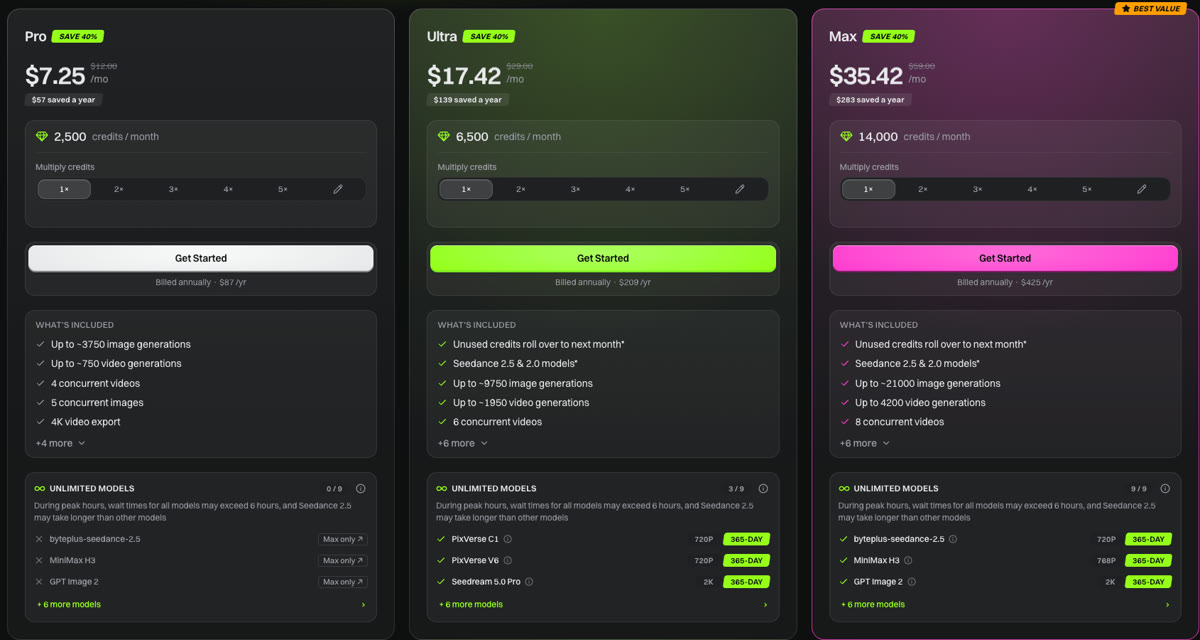 BEST VALUE
Pro SAVE 40%
$7.25 $12.00 /mo
$57 saved a year
2,500 credits / month
Multiply credits
1× 2× 3× 4× 5×
Get Started
Billed annually · $87 /yr
WHAT'S INCLUDED
Up to ~3750 image generations
Up to ~750 video generations
4 concurrent videos
5 concurrent images
4K video export
+4 more
UNLIMITED MODELS 0 / 9
During peak hours, wait times for all models may exceed 6 hours, and Seedance 2.5
may take longer than other models
byteplus-seedance-2.5 Max only ↗
MiniMax H3 Max only ↗
GPT Image 2 Max only ↗
+ 6 more models ›
Ultra SAVE 40%
$17.42 $29.00 /mo
$139 saved a year
6,500 credits / month
Multiply credits
1× 2× 3× 4× 5×
Get Started
Billed annually · $209 /yr
WHAT'S INCLUDED
Unused credits roll over to next month*
Seedance 2.5 & 2.0 models*
Up to ~9750 image generations
Up to ~1950 video generations
6 concurrent videos
+6 more
UNLIMITED MODELS 3 / 9
During peak hours, wait times for all models may exceed 6 hours, and Seedance 2.5
may take longer than other models
PixVerse C1 720P 365-DAY
PixVerse V6 720P 365-DAY
Seedream 5.0 Pro 2K 365-DAY
+ 6 more models ›
Max SAVE 40%
$35.42 $59.00 /mo
$283 saved a year
14,000 credits / month
Multiply credits
1× 2× 3× 4× 5×
Get Started
Billed annually · $425 /yr
WHAT'S INCLUDED
Unused credits roll over to next month*
Seedance 2.5 & 2.0 models*
Up to ~21000 image generations
Up to 4200 video generations
8 concurrent videos
+6 more
UNLIMITED MODELS 9 / 9
During peak hours, wait times for all models may exceed 6 hours, and Seedance 2.5
may take longer than other models
byteplus-seedance-2.5 720P 365-DAY
MiniMax H3 768P 365-DAY
GPT Image 2 2K 365-DAY
+ 6 more models ›